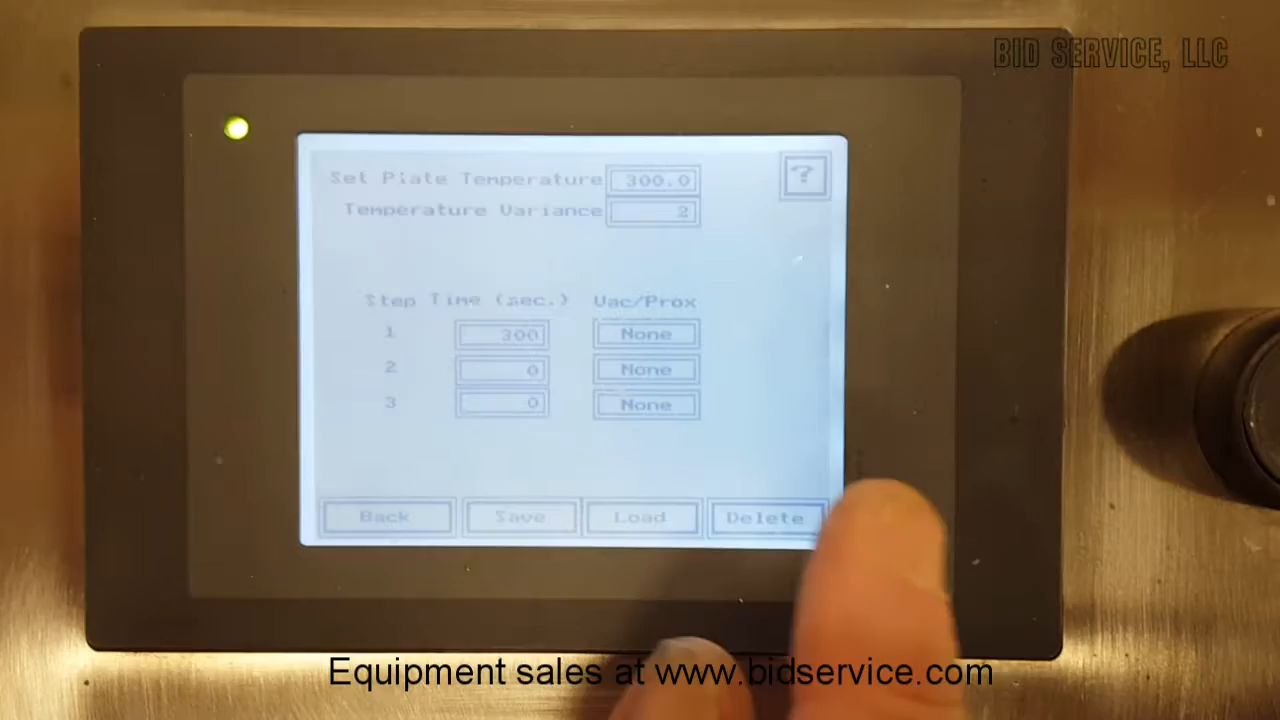 BID SERVICE, LLC
Set Plate Temperature 300.0 ?
Temperature Variance 2
Step Time (sec.) Vac/Prox
1 300 None
2 0 None
3 0 None
Back Save Load Delete
Equipment sales at www.bidservice.com